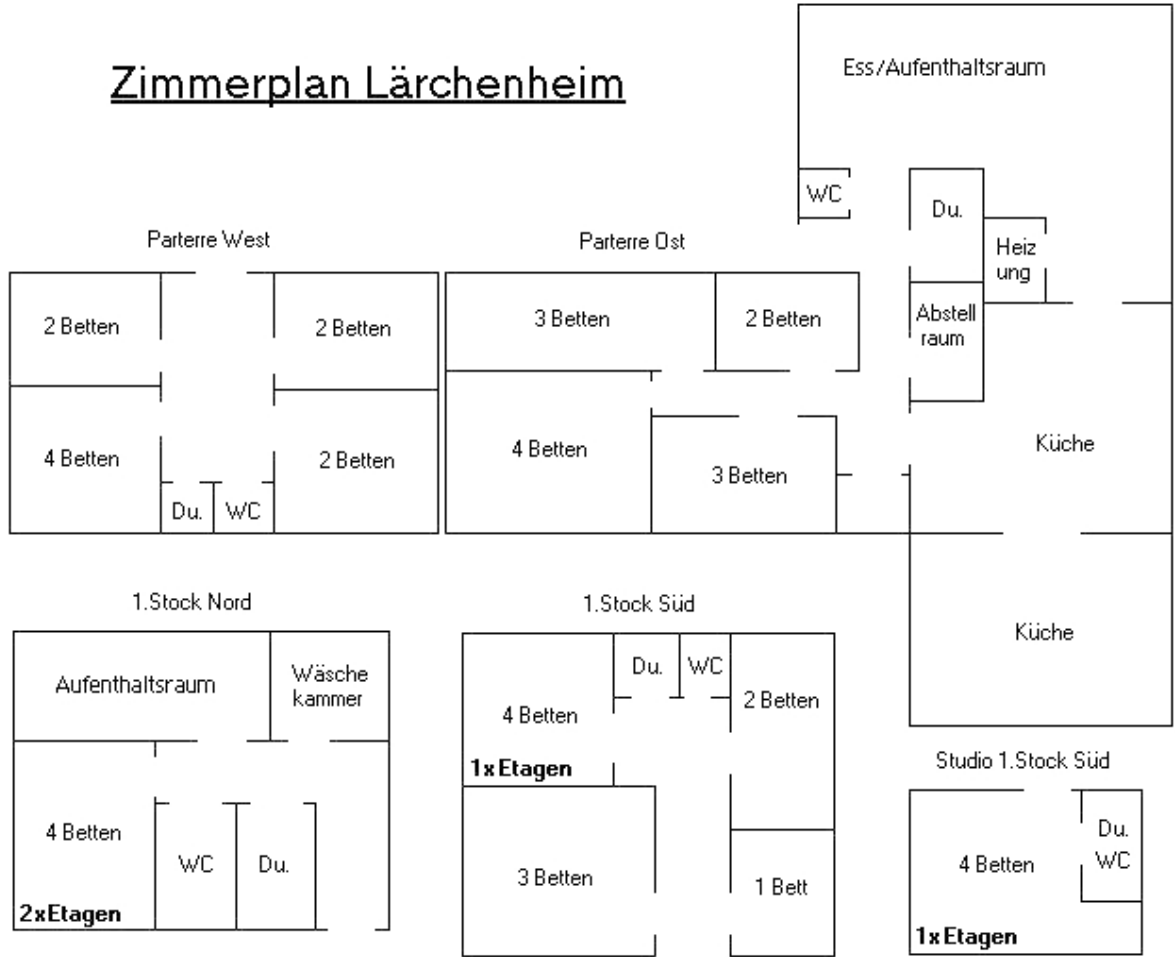 Zimmerplan Lärchenheim
Ess/Aufenthaltsraum
WC
Du.
Heiz
ung
Abstell
raum
Küche
Küche
Parterre West
2 Betten
2 Betten
4 Betten
2 Betten
Du.
WC
Parterre Ost
3 Betten
2 Betten
4 Betten
3 Betten
1.Stock Nord
Aufenthaltsraum
Wäsche
kammer
4 Betten
2xEtagen
WC
Du.
1.Stock Süd
Du.
WC
4 Betten
1xEtagen
2 Betten
3 Betten
1 Bett
Studio 1.Stock Süd
Du.
WC
4 Betten
1xEtagen